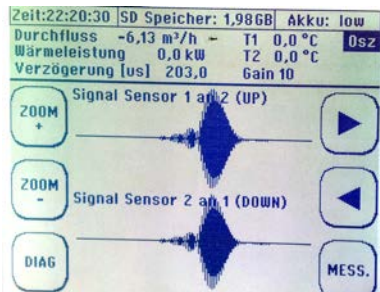 Zeit:22:20:30 SD Speicher: 1,98GB Akku: low
Durchfluss -6,13 m³/h T1 0,0 °C Osz
Wärmeleistung 0,0 kW T2 0,0 °C
Verzögerung [us] 203,0 Gain 10
ZOOM
+
Signal Sensor 1 an 2 (UP)
ZOOM
-
Signal Sensor 2 an 1 (DOWN)
DIAG
MESS.